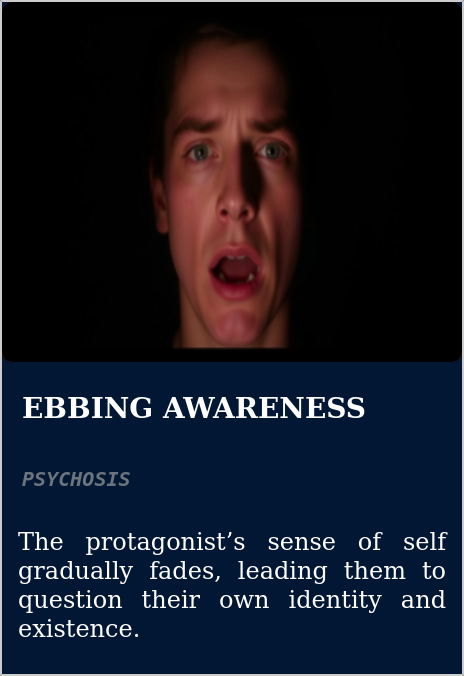 EBBING AWARENESS
PSYCHOSIS
The protagonist’s sense of self
gradually fades, leading them to
question their own identity and
existence.